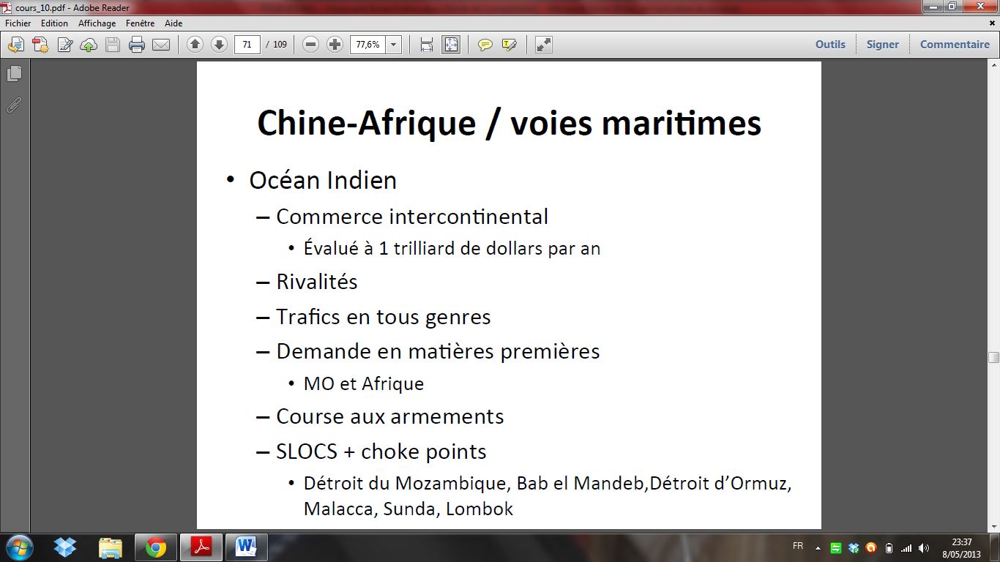 cours_10.pdf - Adobe Reader
Fichier Edition Affichage Fenêtre Aide
71 / 109 77,6% Outils Signer Commentaire
Chine-Afrique / voies maritimes
• Océan Indien
– Commerce intercontinental
• Évalué à 1 trilliard de dollars par an
– Rivalités
– Trafics en tous genres
– Demande en matières premières
• MO et Afrique
– Course aux armements
– SLOCS + choke points
• Détroit du Mozambique, Bab el Mandeb,Détroit d’Ormuz,
Malacca, Sunda, Lombok
FR 23:37
8/05/2013